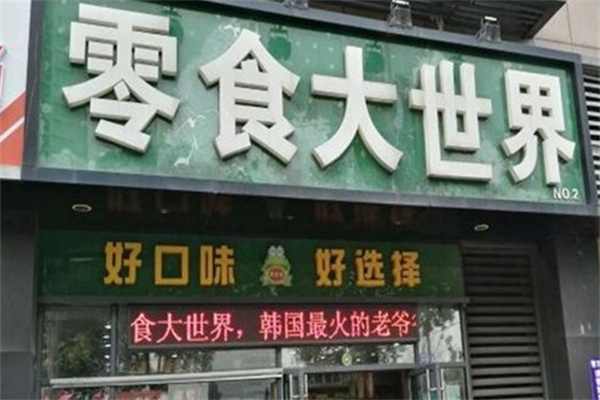 零食大世界
NO.2
好口味 好选择
食大世界，韩国最火的老爷